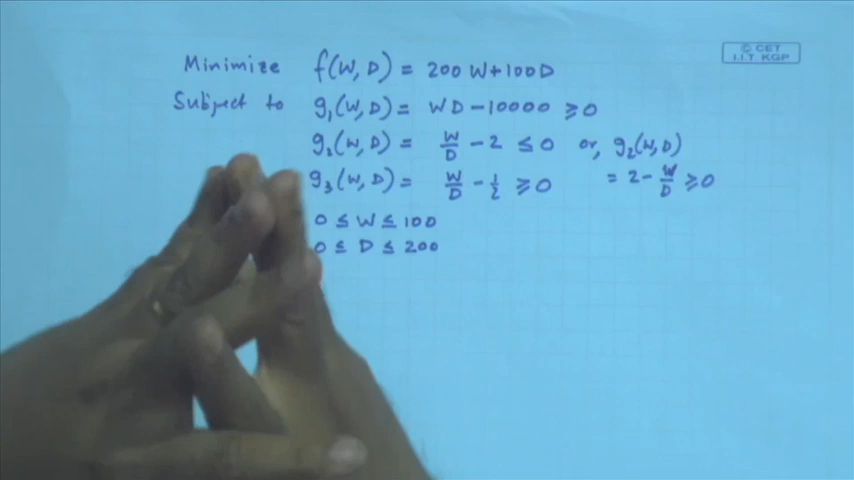 © CET
I.I.T KGP
Minimize f(W, D) = 200 W + 100 D
Subject to g₁(W, D) = WD - 10000 ≥ 0
g₂(W, D) = W/D - 2 ≤ 0 or, g₂(W, D)
g₃(W, D) = W/D - 1/2 ≥ 0 = 2 - W/D ≥ 0
0 ≤ W ≤ 100
0 ≤ D ≤ 200